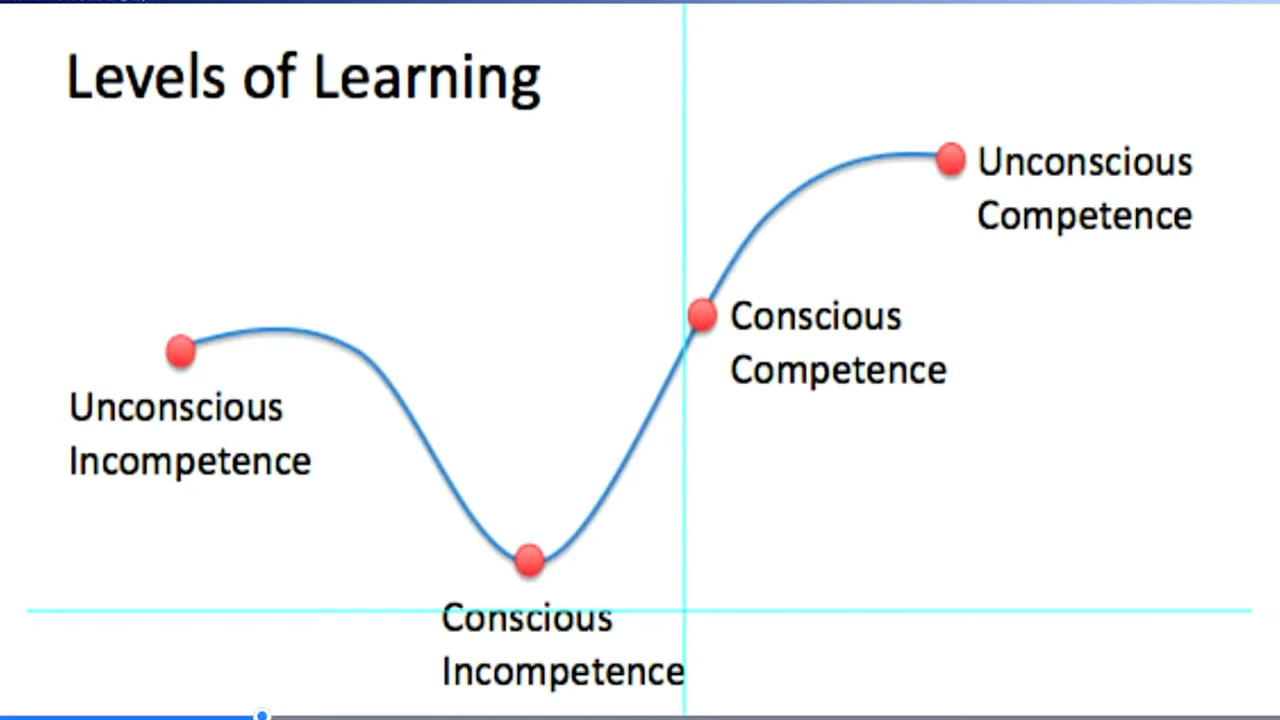 Levels of Learning
Unconscious
Competence
Conscious
Competence
Unconscious
Incompetence
Conscious
Incompetence